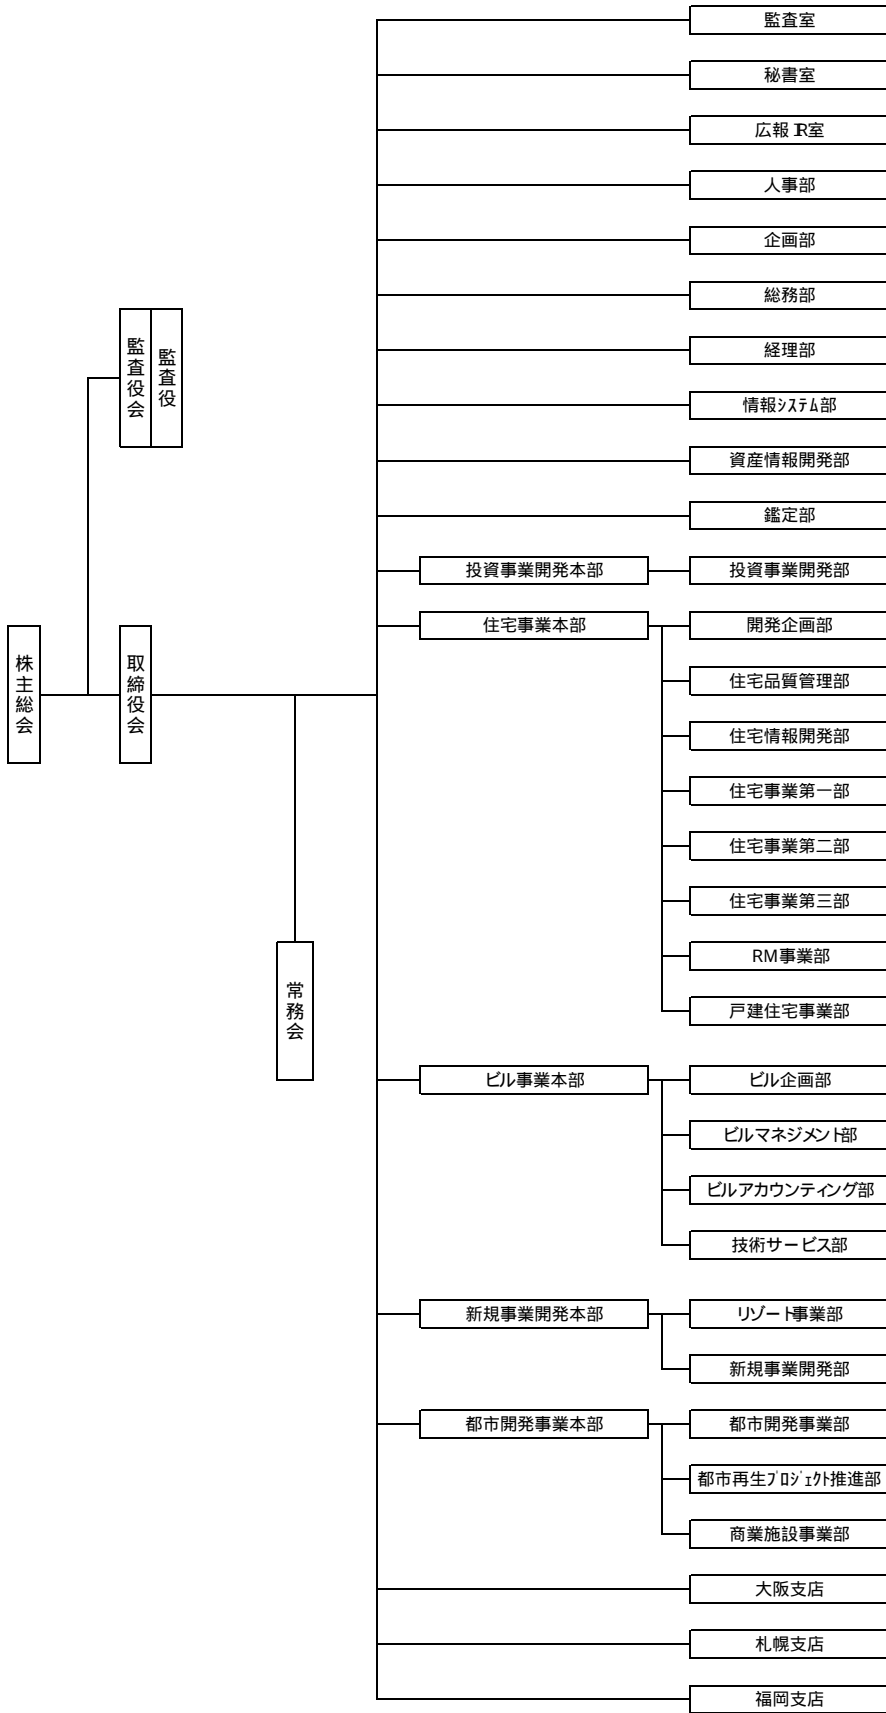 監査室
秘書室
広報 IR室
人事部
企画部
総務部
監査役会
監査役
経理部
情報ｼｽﾃﾑ部
資産情報開発部
鑑定部
投資事業開発本部
投資事業開発部
住宅事業本部
開発企画部
株主総会
取締役会
住宅品質管理部
住宅情報開発部
住宅事業第一部
住宅事業第二部
住宅事業第三部
RM事業部
常務会
戸建住宅事業部
ビル事業本部
ビル企画部
ビルマネジメント部
ビルアカウンティング部
技術サービス部
新規事業開発本部
リゾート事業部
新規事業開発部
都市開発事業本部
都市開発事業部
都市再生ﾌﾟﾛｼﾞｪｸﾄ推進部
商業施設事業部
大阪支店
札幌支店
福岡支店